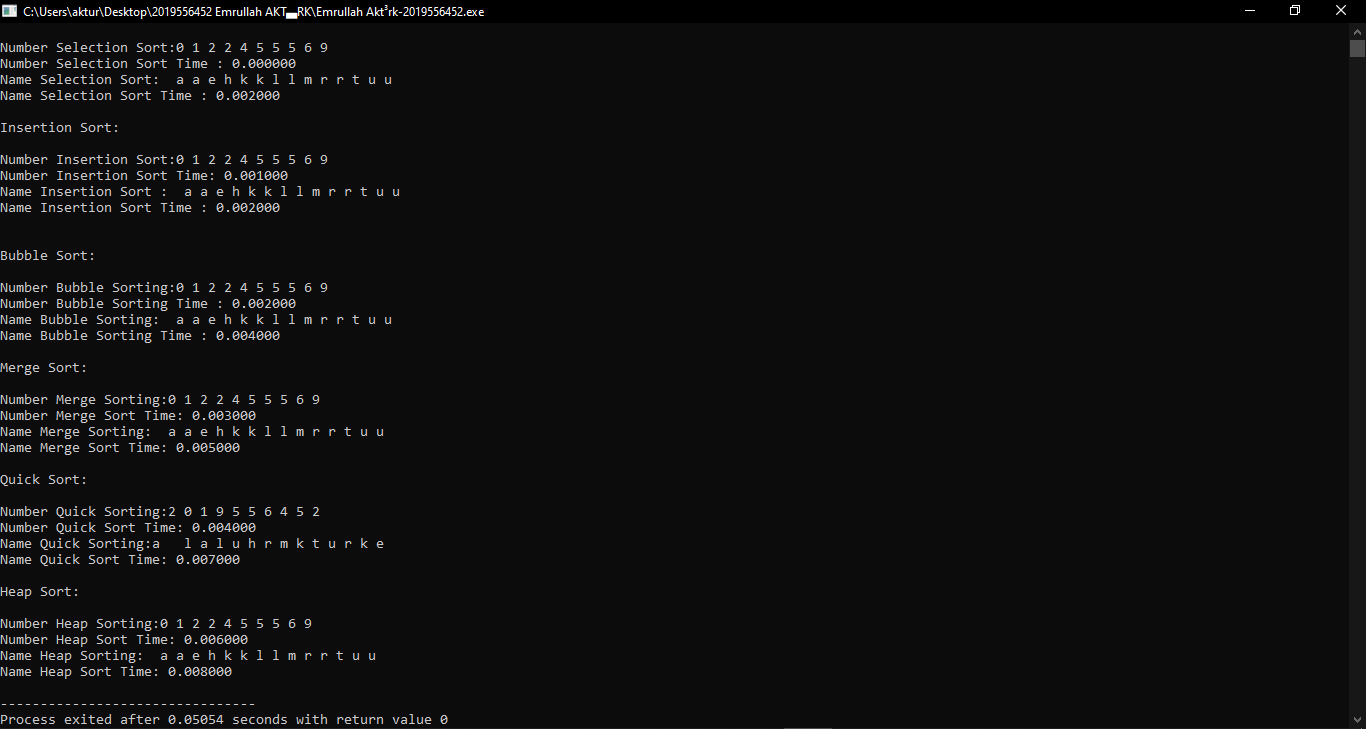 C:\Users\aktur\Desktop\2019556452 Emrullah AKT▄RK\Emrullah Akt³rk-2019556452.exe
Number Selection Sort:0 1 2 2 4 5 5 5 6 9
Number Selection Sort Time : 0.000000
Name Selection Sort:  a a e h k k l l m r r t u u
Name Selection Sort Time : 0.002000
Insertion Sort:
Number Insertion Sort:0 1 2 2 4 5 5 5 6 9
Number Insertion Sort Time: 0.001000
Name Insertion Sort :  a a e h k k l l m r r t u u
Name Insertion Sort Time : 0.002000
Bubble Sort:
Number Bubble Sorting:0 1 2 2 4 5 5 5 6 9
Number Bubble Sorting Time : 0.002000
Name Bubble Sorting:  a a e h k k l l m r r t u u
Name Bubble Sorting Time : 0.004000
Merge Sort:
Number Merge Sorting:0 1 2 2 4 5 5 5 6 9
Number Merge Sort Time: 0.003000
Name Merge Sorting:  a a e h k k l l m r r t u u
Name Merge Sort Time: 0.005000
Quick Sort:
Number Quick Sorting:2 0 1 9 5 5 6 4 5 2
Number Quick Sort Time: 0.004000
Name Quick Sorting:a   l a l u h r m k t u r k e
Name Quick Sort Time: 0.007000
Heap Sort:
Number Heap Sorting:0 1 2 2 4 5 5 5 6 9
Number Heap Sort Time: 0.006000
Name Heap Sorting:  a a e h k k l l m r r t u u
Name Heap Sort Time: 0.008000
--------------------------------
Process exited after 0.05054 seconds with return value 0